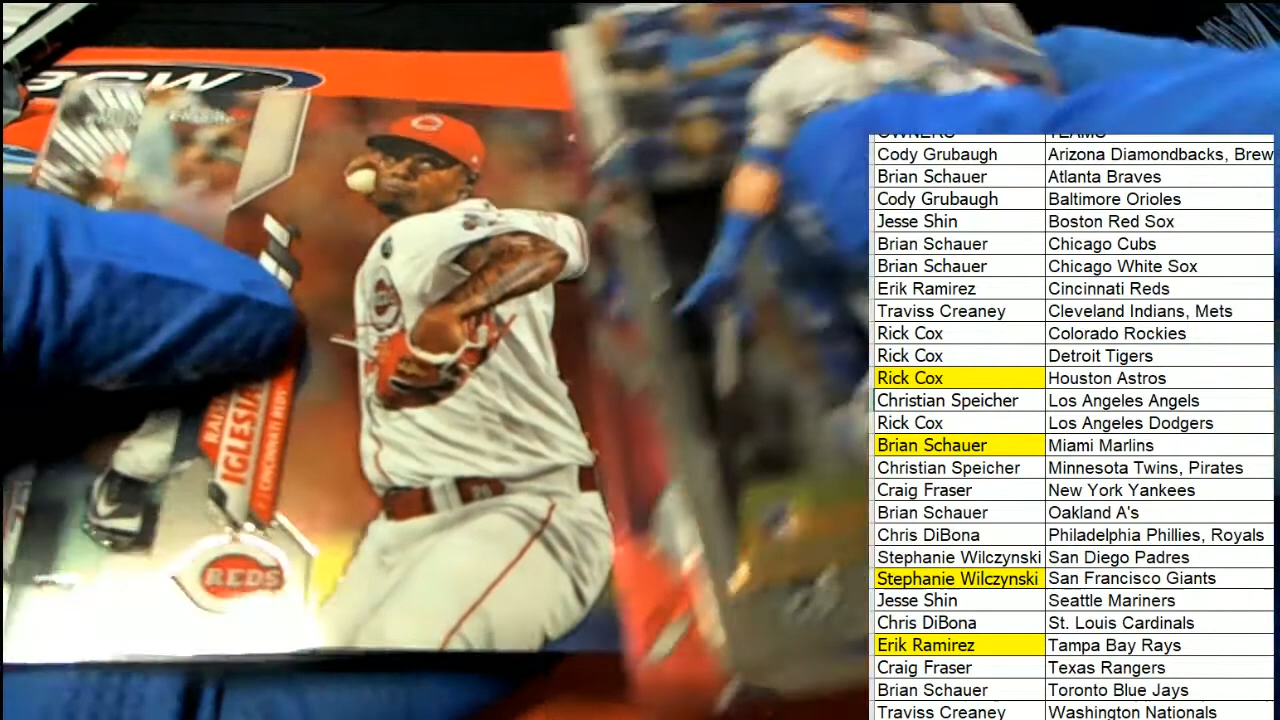 BCW
RAIS
IGLESIA
CINCINNATI REDS
REDS
OWNERS TEAMS
Cody Grubaugh Arizona Diamondbacks, Brew
Brian Schauer Atlanta Braves
Cody Grubaugh Baltimore Orioles
Jesse Shin Boston Red Sox
Brian Schauer Chicago Cubs
Brian Schauer Chicago White Sox
Erik Ramirez Cincinnati Reds
Traviss Creaney Cleveland Indians, Mets
Rick Cox Colorado Rockies
Rick Cox Detroit Tigers
Rick Cox Houston Astros
Christian Speicher Los Angeles Angels
Rick Cox Los Angeles Dodgers
Brian Schauer Miami Marlins
Christian Speicher Minnesota Twins, Pirates
Craig Fraser New York Yankees
Brian Schauer Oakland A's
Chris DiBona Philadelphia Phillies, Royals
Stephanie Wilczynski San Diego Padres
Stephanie Wilczynski San Francisco Giants
Jesse Shin Seattle Mariners
Chris DiBona St. Louis Cardinals
Erik Ramirez Tampa Bay Rays
Craig Fraser Texas Rangers
Brian Schauer Toronto Blue Jays
Traviss Creaney Washington Nationals